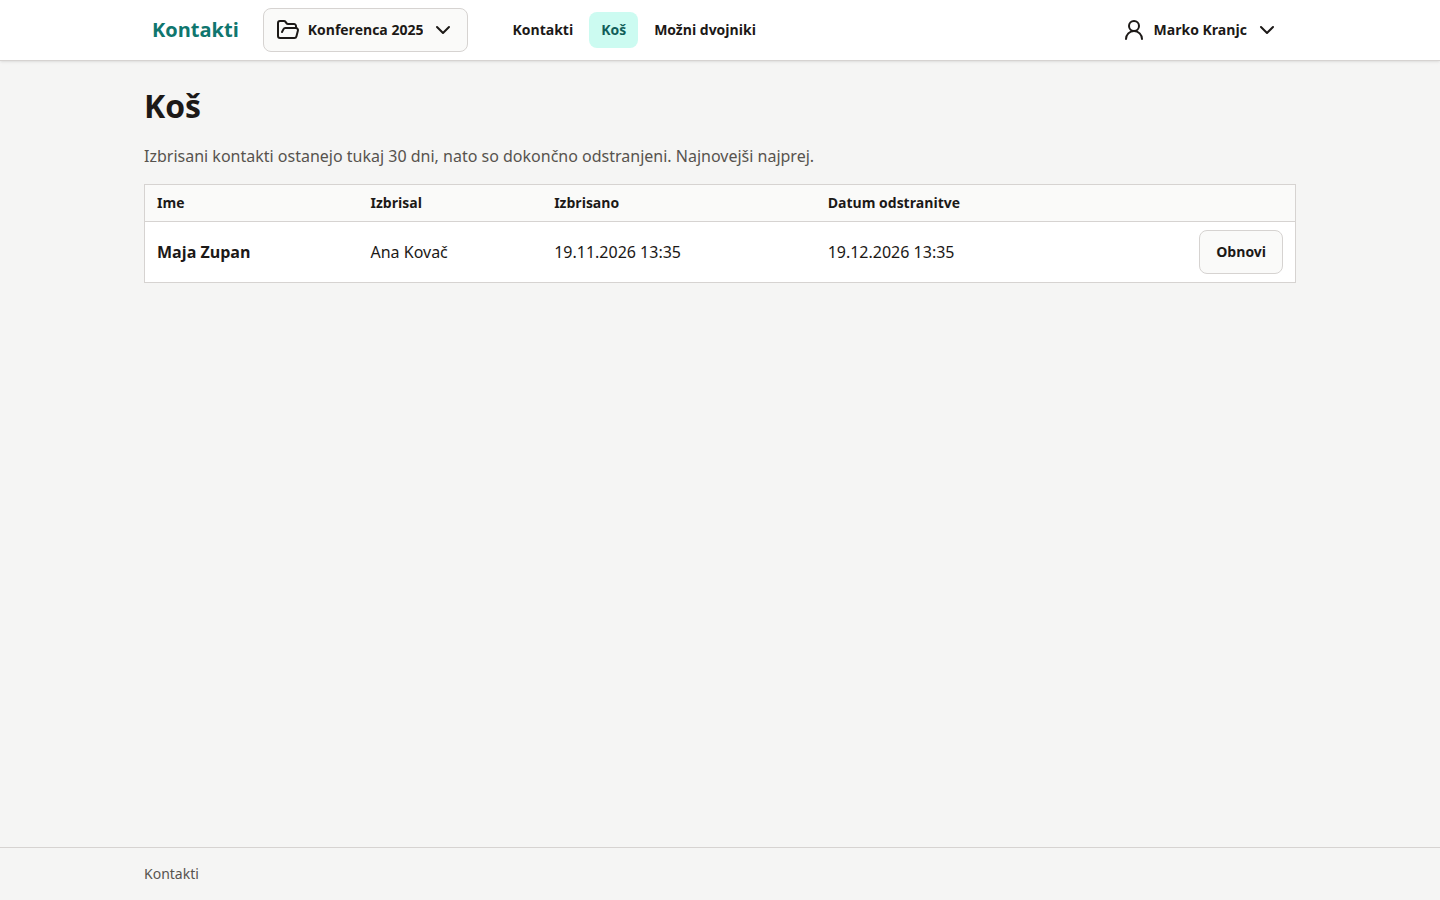 Kontakti Konferenca 2025 Kontakti Koš Možni dvojniki Marko Kranjc
Koš
Izbrisani kontakti ostanejo tukaj 30 dni, nato so dokončno odstranjeni. Najnovejši najprej.
Ime Izbrisal Izbrisano Datum odstranitve
Maja Zupan Ana Kovač 19.11.2026 13:35 19.12.2026 13:35 Obnovi
Kontakti